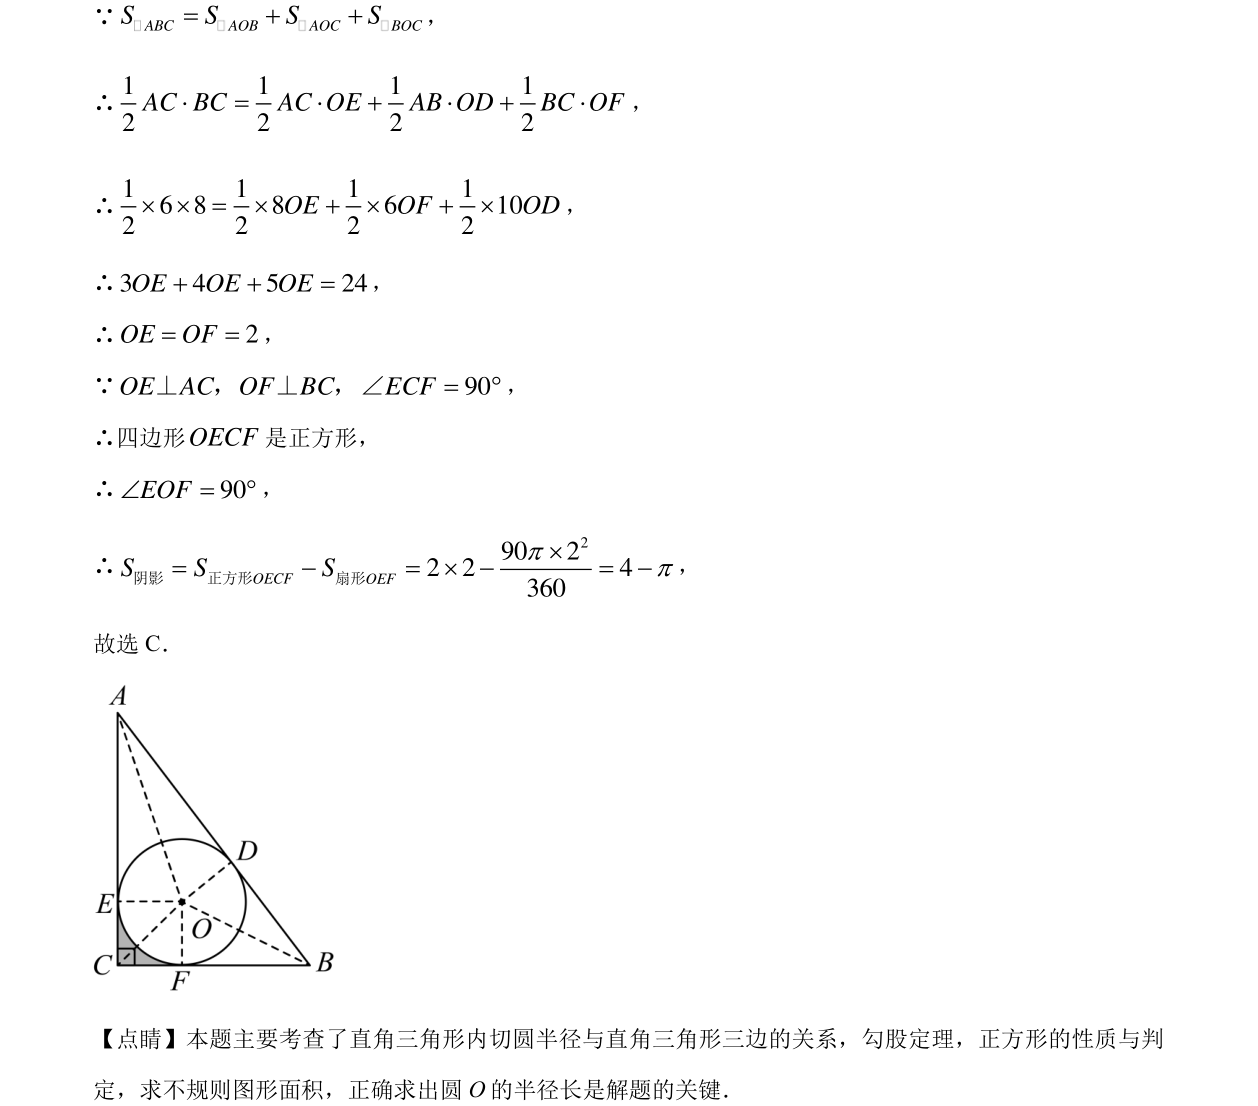 ∵ S□ABC = S□AOB + S□AOC + S□BOC，
∴ 1/2 AC · BC = 1/2 AC · OE + 1/2 AB · OD + 1/2 BC · OF，
∴ 1/2 × 6 × 8 = 1/2 × 8OE + 1/2 × 6OF + 1/2 × 10OD，
∴ 3OE + 4OE + 5OE = 24，
∴ OE = OF = 2，
∵ OE⊥AC，OF⊥BC，∠ECF = 90°，
∴四边形 OECF 是正方形，
∴ ∠EOF = 90°，
∴ S阴影 = S正方形OECF − S扇形OEF = 2 × 2 − 90π × 2²/360 = 4 − π，
故选 C．
A
D
E
O
C
B
F
【点睛】本题主要考查了直角三角形内切圆半径与直角三角形三边的关系，勾股定理，正方形的性质与判
定，求不规则图形面积，正确求出圆 O 的半径长是解题的关键．